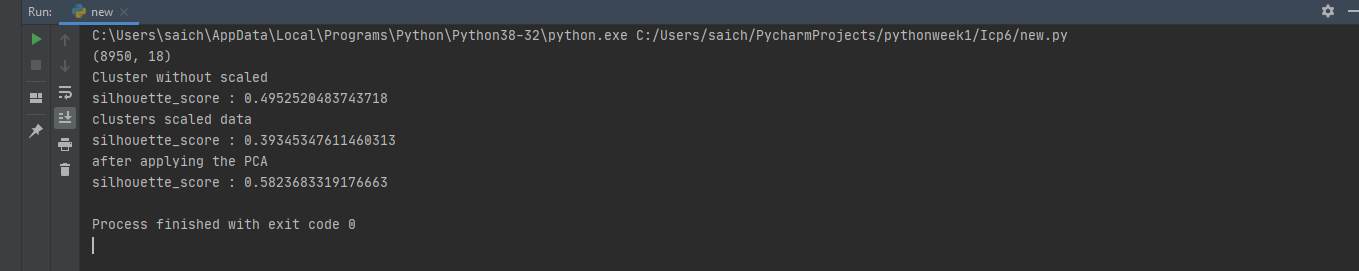 Run: new
C:\Users\saich\AppData\Local\Programs\Python\Python38-32\python.exe C:/Users/saich/PycharmProjects/pythonweek1/Icp6/new.py
(8950, 18)
Cluster without scaled
silhouette_score : 0.4952520483743718
clusters scaled data
silhouette_score : 0.39345347611460313
after applying the PCA
silhouette_score : 0.5823683319176663
Process finished with exit code 0